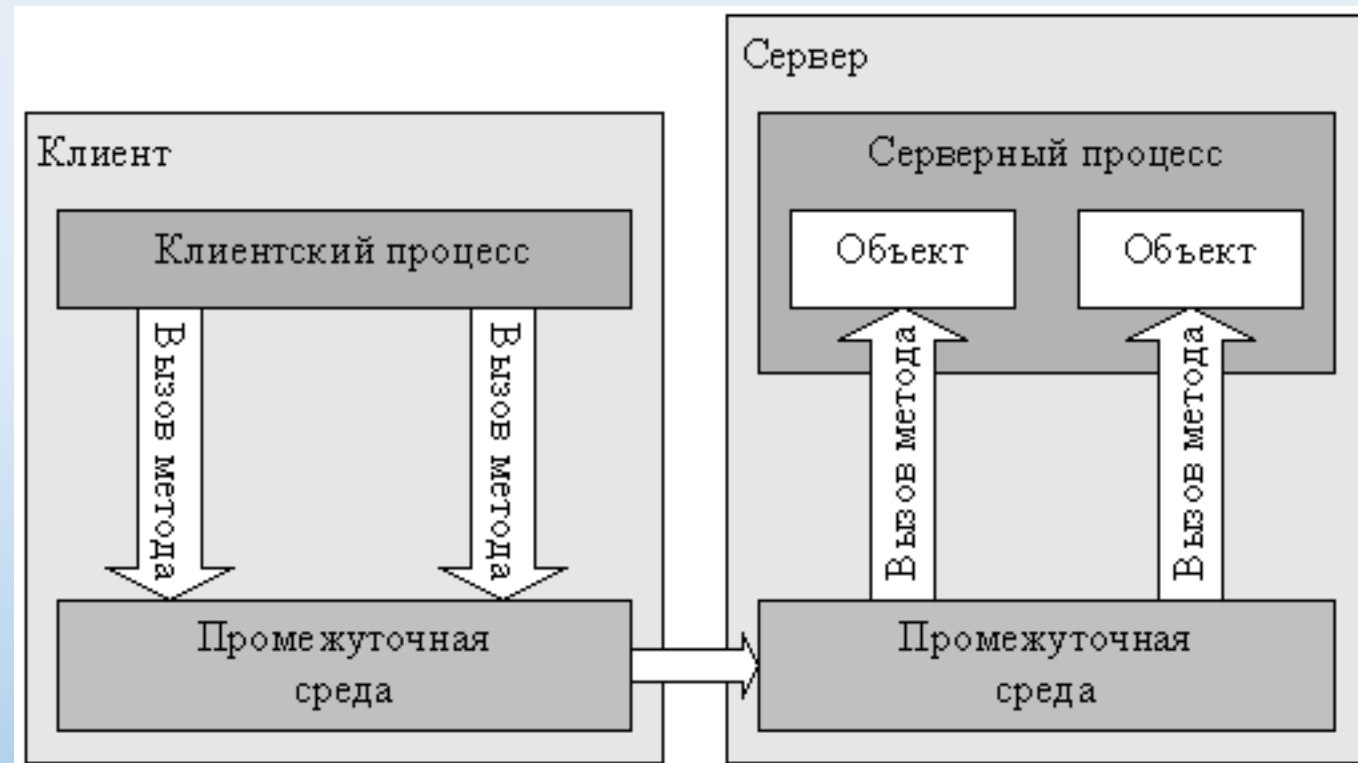 Клиент
Клиентский процесс
Вызов метода
Вызов метода
Промежуточная
среда
Сервер
Серверный процесс
Объект
Объект
Вызов метода
Вызов метода
Промежуточная
среда